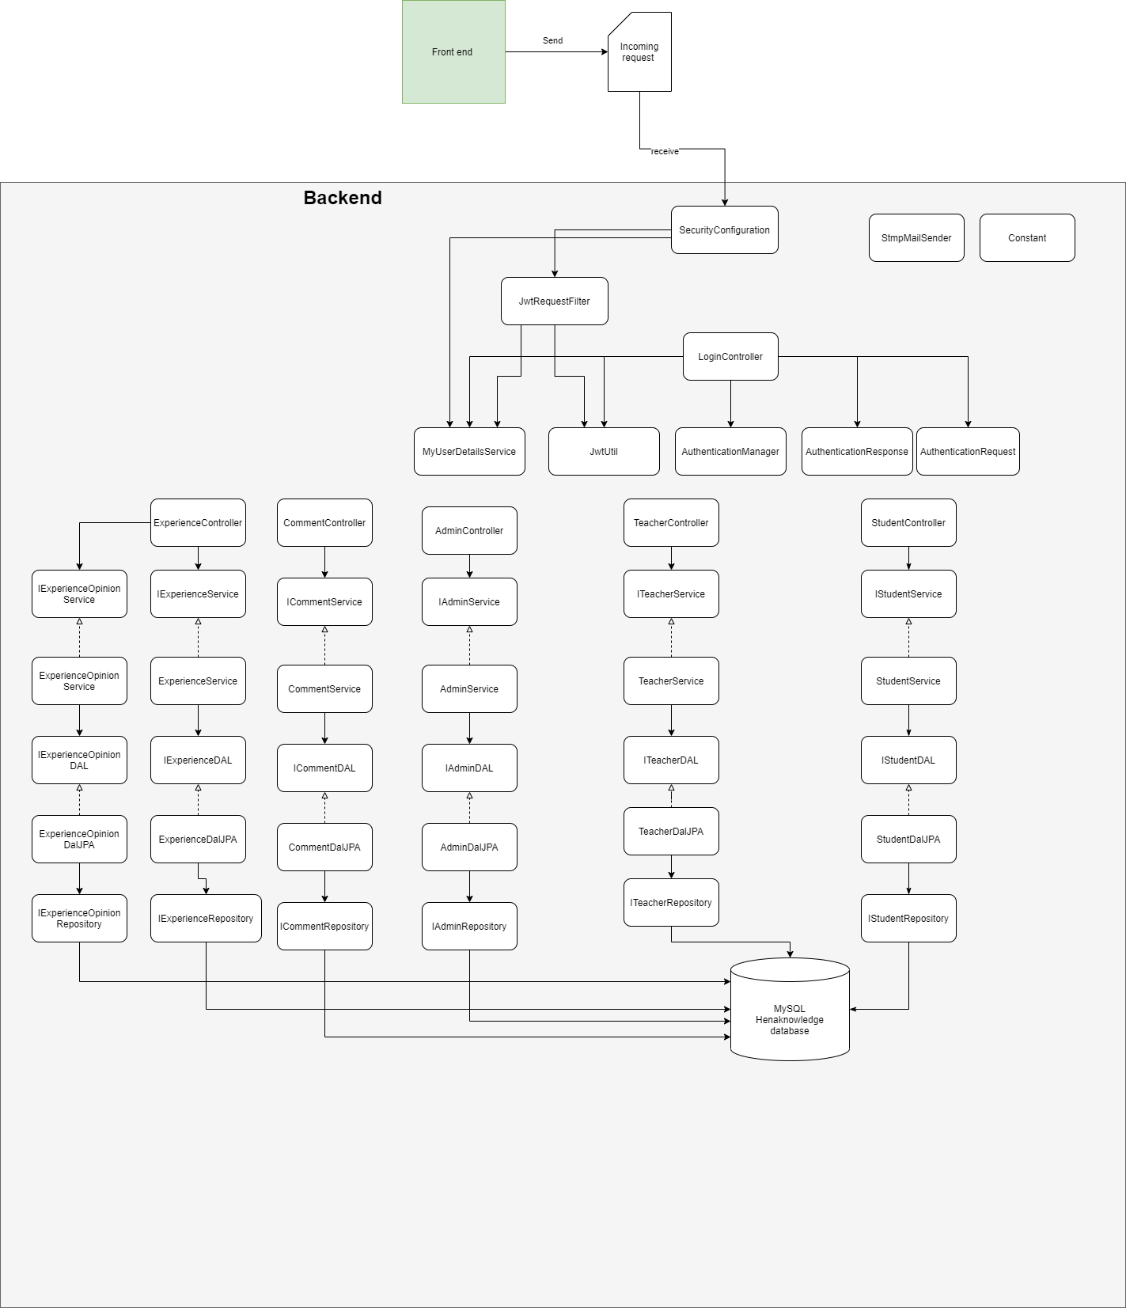 Front end
Send
Incoming
request
receive
Backend
SecurityConfiguration
StmpMailSender
Constant
JwtRequestFilter
LoginController
MyUserDetailsService
JwtUtil
AuthenticationManager
AuthenticationResponse
AuthenticationRequest
ExperienceController
CommentController
AdminController
TeacherController
StudentController
IExperienceOpinion
Service
IExperienceService
ICommentService
IAdminService
ITeacherService
IStudentService
ExperienceOpinion
Service
ExperienceService
CommentService
AdminService
TeacherService
StudentService
IExperienceOpinion
DAL
IExperienceDAL
ICommentDAL
IAdminDAL
ITeacherDAL
IStudentDAL
ExperienceOpinion
DalJPA
ExperienceDalJPA
CommentDalJPA
AdminDalJPA
TeacherDalJPA
StudentDalJPA
IExperienceOpinion
Repository
IExperienceRepository
ICommentRepository
IAdminRepository
ITeacherRepository
IStudentRepository
MySQL
Henaknowledge
database